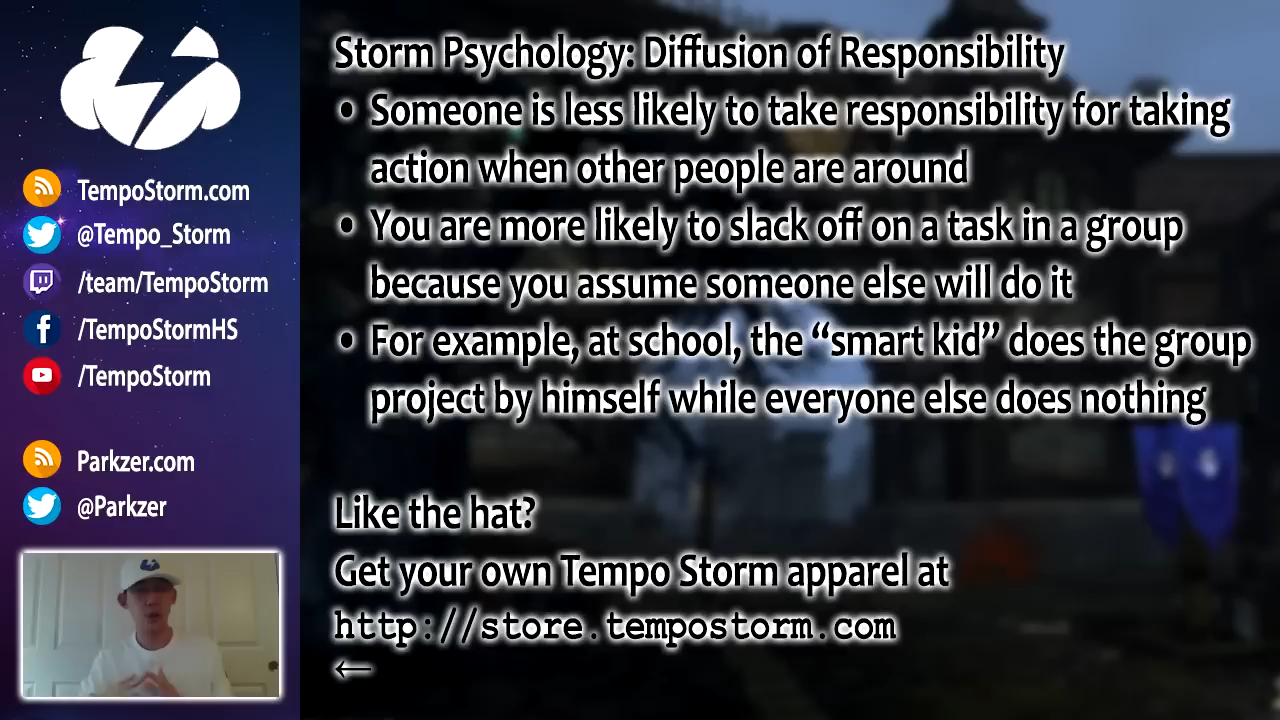 TempoStorm.com
@Tempo_Storm
/team/TempoStorm
/TempoStormHS
/TempoStorm
Parkzer.com
@Parkzer
Storm Psychology: Diffusion of Responsibility
• Someone is less likely to take responsibility for taking
action when other people are around
• You are more likely to slack off on a task in a group
because you assume someone else will do it
• For example, at school, the “smart kid” does the group
project by himself while everyone else does nothing
Like the hat?
Get your own Tempo Storm apparel at
http://store.tempostorm.com
←